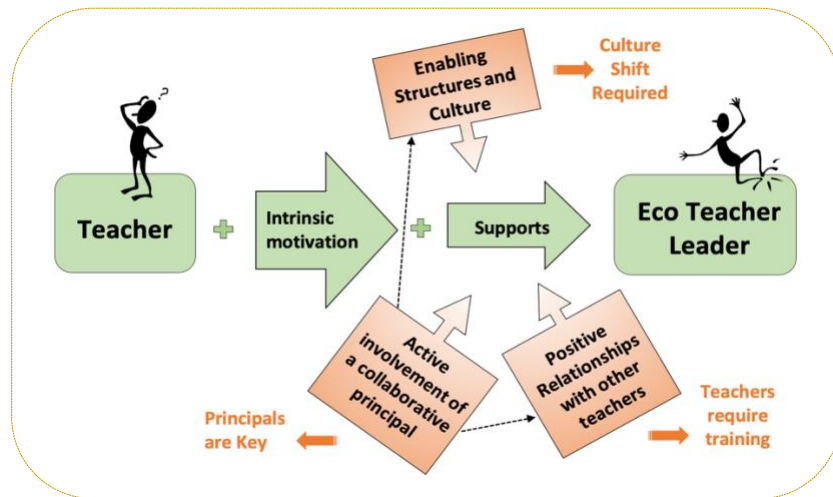 Enabling
Structures and
Culture
Culture
Shift
Required
?
Teacher
+
Intrinsic
motivation
+
Supports
Eco Teacher
Leader
Active
involvement of
a collaborative
principal
Positive
Relationships
with other
teachers
Principals
are Key
Teachers
require
training